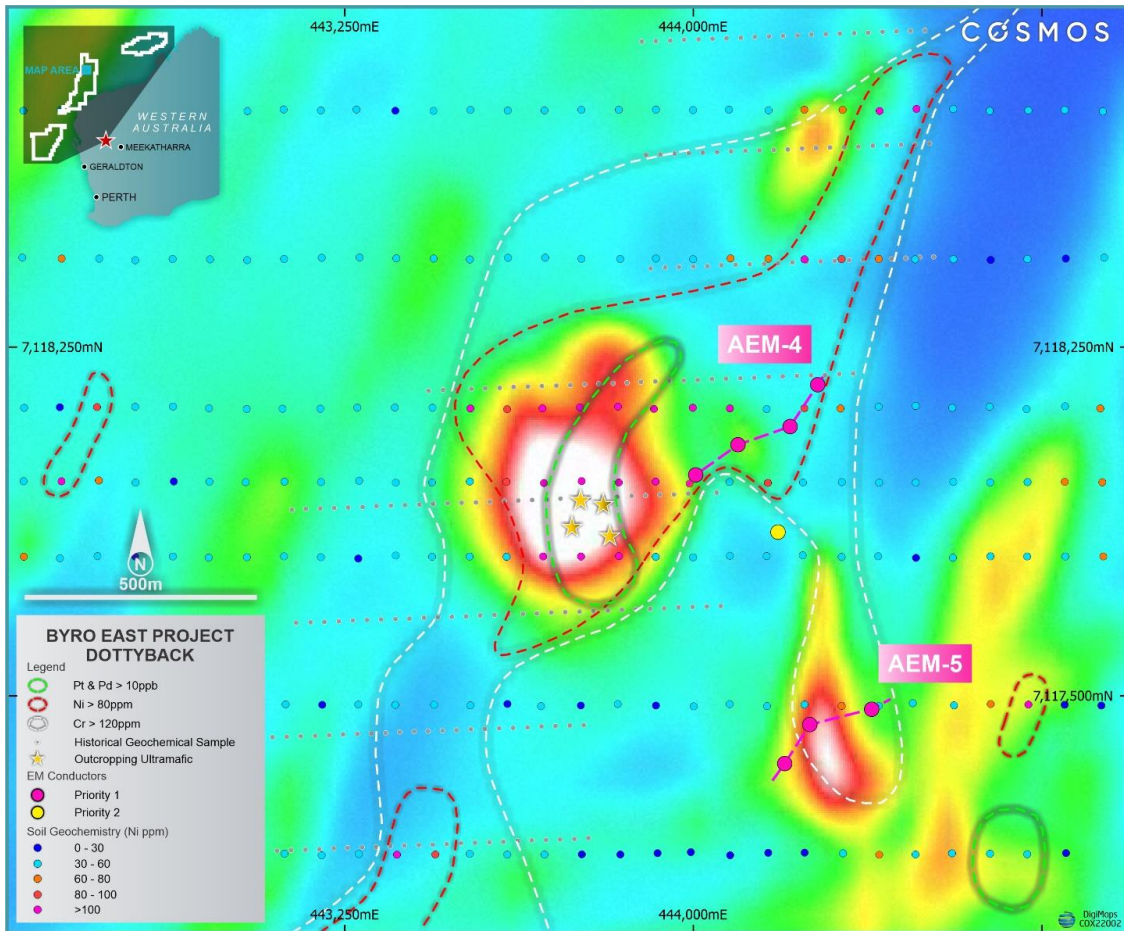 443,250mE
444,000mE
COSMOS
MAP AREA
WESTERN
AUSTRALIA
MEEKATHARRA
GERALDTON
PERTH
7,118,250mN
7,118,250mN
AEM-4
N
500m
AEM-5
7,117,500mN
BYRO EAST PROJECT
DOTTYBACK
Legend
Pt & Pd > 10ppb
Ni > 80ppm
Cr > 120ppm
Historical Geochemical Sample
Outcropping Ultramafic
EM Conductors
Priority 1
Priority 2
Soil Geochemistry (Ni ppm)
0 - 30
30 - 60
60 - 80
80 - 100
>100
443,250mE
444,000mE
DigiMaps
COX22002